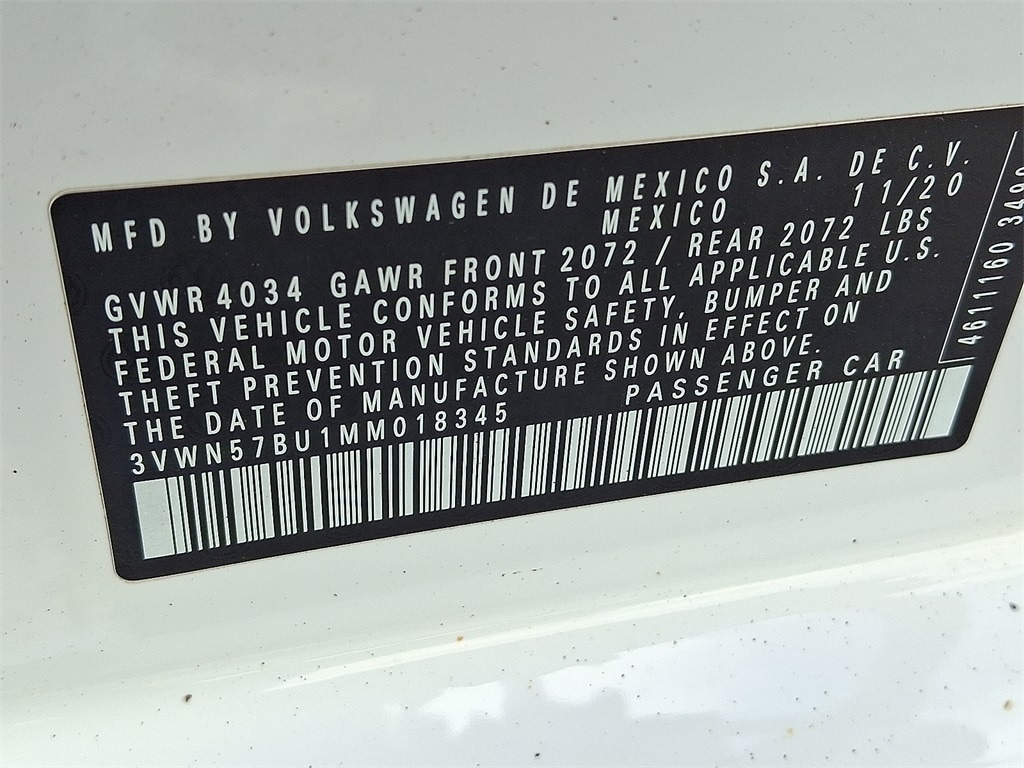 MFD BY VOLKSWAGEN DE MEXICO S.A. DE C.V.
MEXICO 11/20
GVWR 4034 GAWR FRONT 2072 / REAR 2072 LBS
THIS VEHICLE CONFORMS TO ALL APPLICABLE U.S.
FEDERAL MOTOR VEHICLE SAFETY, BUMPER AND
THEFT PREVENTION STANDARDS IN EFFECT ON
THE DATE OF MANUFACTURE SHOWN ABOVE.
3VWN57BU1MM018345 PASSENGER CAR
4611160